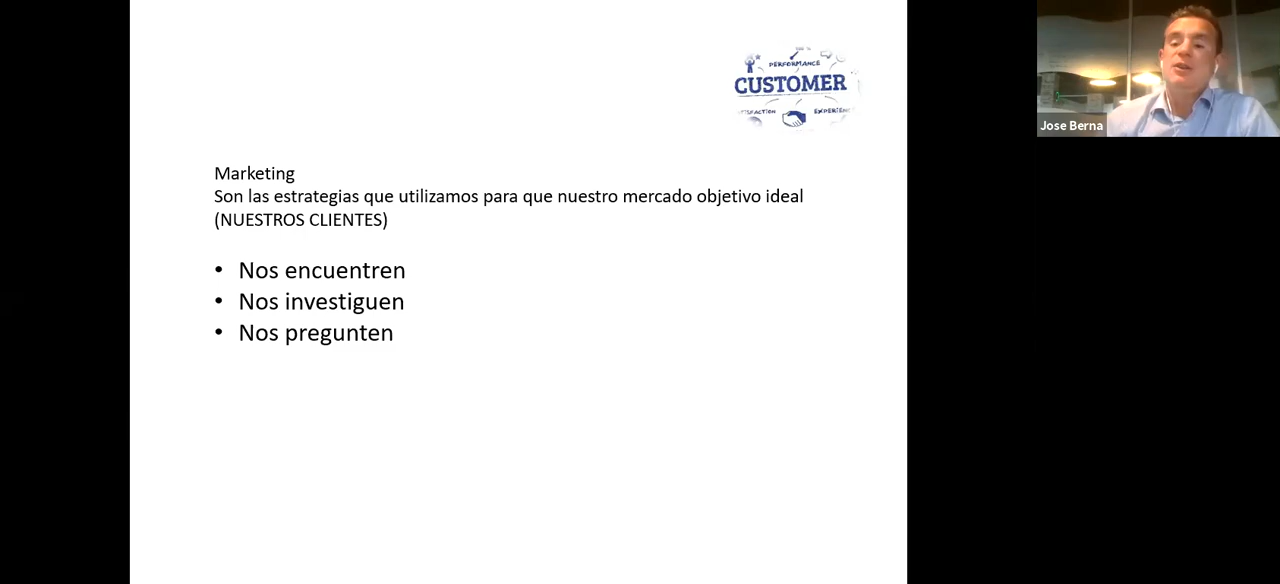 PERFORMANCE
CUSTOMER
EXPERIENC
Jose Berna
Marketing
Son las estrategias que utilizamos para que nuestro mercado objetivo ideal
(NUESTROS CLIENTES)
• Nos encuentren
• Nos investiguen
• Nos pregunten